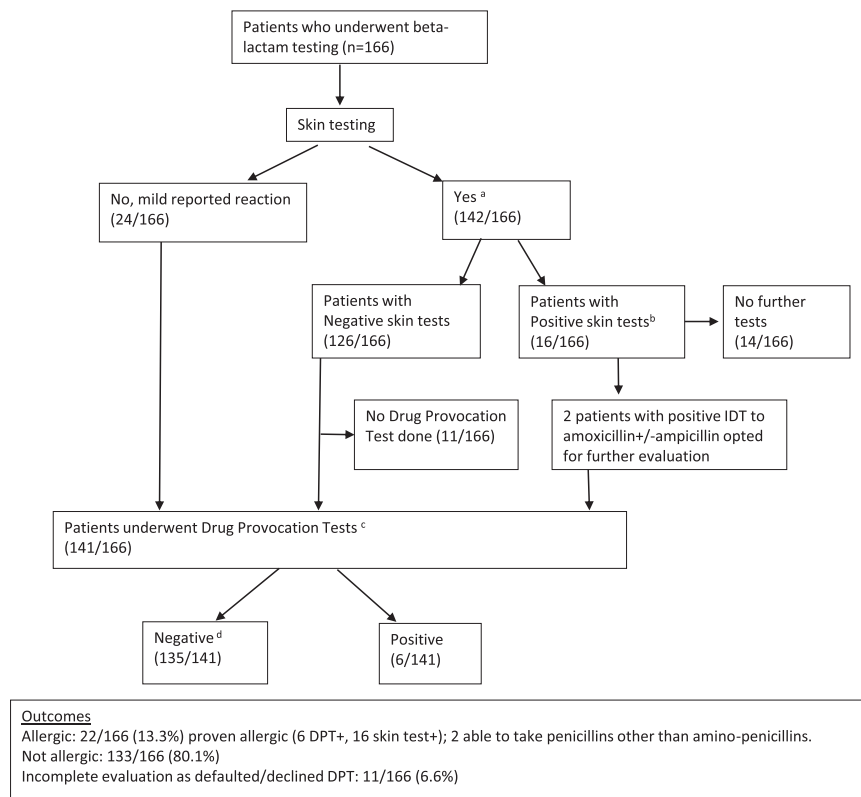 Patients who underwent beta-
lactam testing (n=166)
Skin testing
No, mild reported reaction
(24/166)
Yes a
(142/166)
Patients with
Negative skin tests
(126/166)
Patients with
Positive skin testsb
(16/166)
No further
tests
(14/166)
No Drug Provocation
Test done (11/166)
2 patients with positive IDT to
amoxicillin+/-ampicillin opted
for further evaluation
Patients underwent Drug Provocation Tests c
(141/166)
Negative d
(135/141)
Positive
(6/141)
Outcomes
Allergic: 22/166 (13.3%) proven allergic (6 DPT+, 16 skin test+); 2 able to take penicillins other than amino-penicillins.
Not allergic: 133/166 (80.1%)
Incomplete evaluation as defaulted/declined DPT: 11/166 (6.6%)